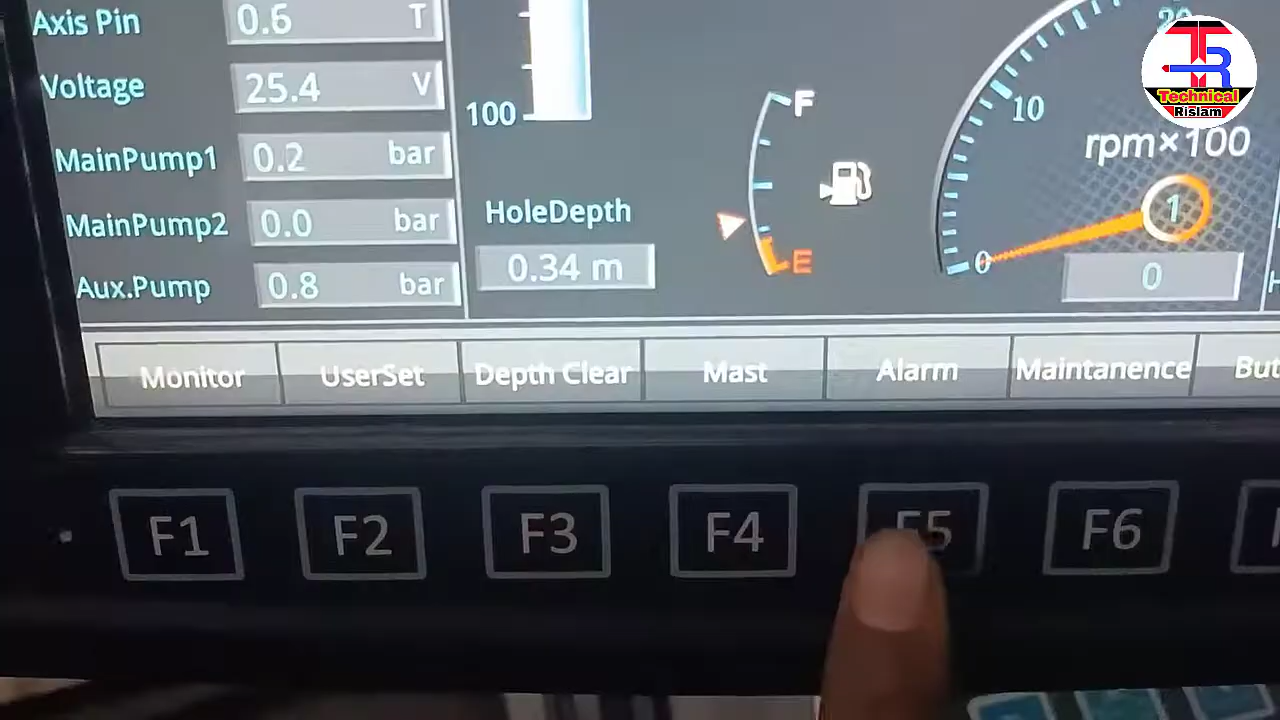 Axis Pin 0.6 T
Voltage 25.4 V
MainPump1 0.2 bar
MainPump2 0.0 bar
Aux.Pump 0.8 bar
100
HoleDepth
0.34 m
F
E
10
0
rpm×100
1
0
Technical
Rislam
Monitor UserSet Depth Clear Mast Alarm Maintanence
F1 F2 F3 F4 F5 F6